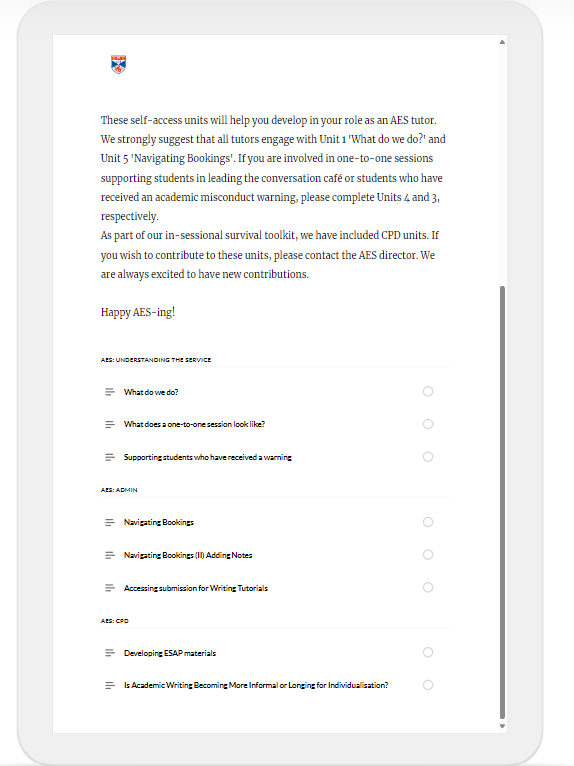 These self-access units will help you develop in your role as an AES tutor.
We strongly suggest that all tutors engage with Unit 1 'What do we do?' and
Unit 5 'Navigating Bookings'. If you are involved in one-to-one sessions
supporting students in leading the conversation café or students who have
received an academic misconduct warning, please complete Units 4 and 3,
respectively.
As part of our in-sessional survival toolkit, we have included CPD units. If
you wish to contribute to these units, please contact the AES director. We
are always excited to have new contributions.
Happy AES-ing!
AES: UNDERSTANDING THE SERVICE
What do we do?
What does a one-to-one session look like?
Supporting students who have received a warning
AES: ADMIN
Navigating Bookings
Navigating Bookings (II) Adding Notes
Accessing submission for Writing Tutorials
AES: CPD
Developing ESAP materials
Is Academic Writing Becoming More Informal or Longing for Individualisation?